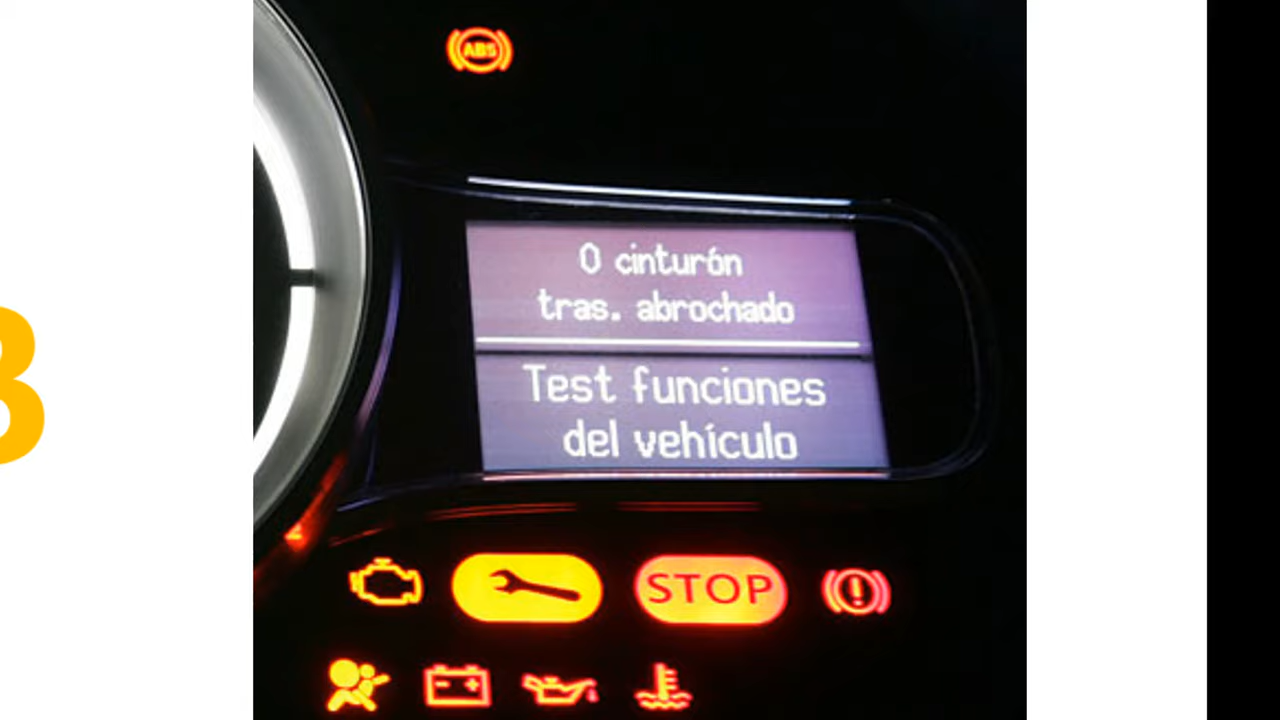 ABS
0 cinturón
tras. abrochado
Test funciones
del vehículo
STOP